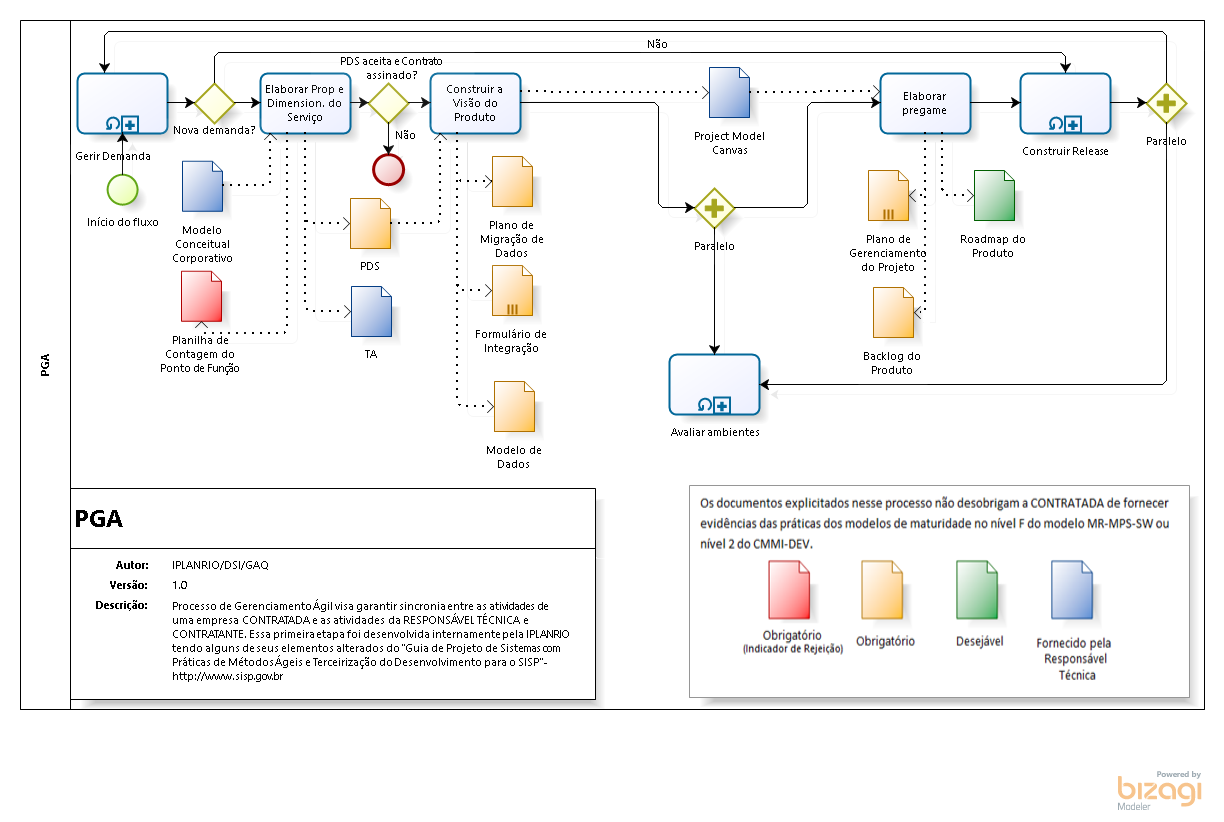 PGA
Não
PDS aceita e Contrato
assinado?
Elaborar Prop e
Dimension. do
Serviço
Construir a
Visão do
Produto
Elaborar
pregame
Nova demanda?
Não
Project Model
Canvas
Paralelo
Gerir Demanda
Construir Release
Início do fluxo
Modelo
Conceitual
Corporativo
PDS
Plano de
Migração de
Dados
Paralelo
Plano de
Gerenciamento
do Projeto
Roadmap do
Produto
Planilha de
Contagem do
Ponto de Função
TA
Formulário de
Integração
Backlog do
Produto
Avaliar ambientes
Modelo de
Dados
PGA
Autor: IPLANRIO/DSI/GAQ
Versão: 1.0
Descrição: Processo de Gerenciamento Ágil visa garantir sincronia entre as atividades de
uma empresa CONTRATADA e as atividades da RESPONSÁVEL TÉCNICA e
CONTRATANTE. Essa primeira etapa foi desenvolvida internamente pela IPLANRIO
tendo alguns de seus elementos alterados do "Guia de Projeto de Sistemas com
Práticas de Métodos Ágeis e Terceirização do Desenvolvimento para o SISP"-
http://www.sisp.gov.br
Os documentos explicitados nesse processo não desobrigam a CONTRATADA de fornecer
evidências das práticas dos modelos de maturidade no nível F do modelo MR-MPS-SW ou
nível 2 do CMMI-DEV.
Obrigatório
(Indicador de Rejeição)
Obrigatório
Desejável
Fornecido pela
Responsável
Técnica
Powered by
bizagi
Modeler